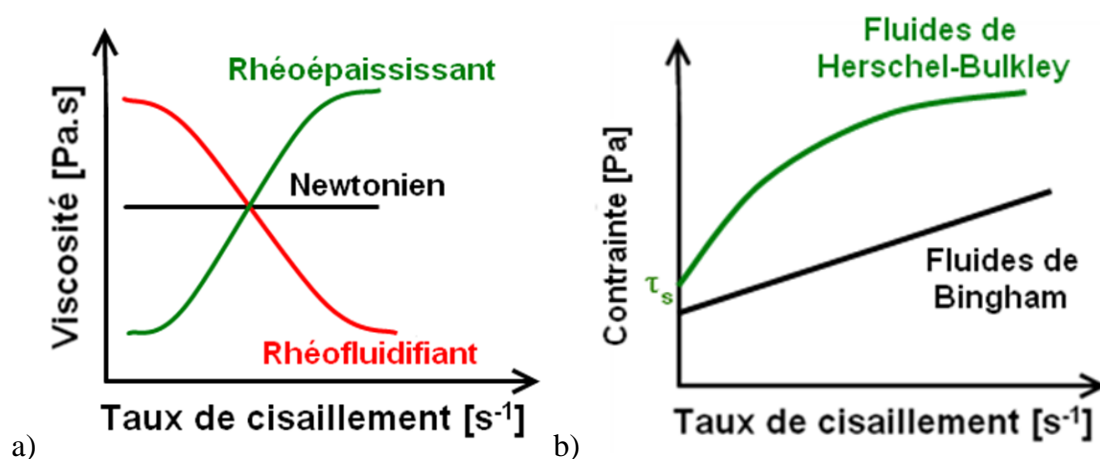 Viscosité [Pa.s]
Rhéoépaississant
Newtonien
Rhéofluidifiant
Taux de cisaillement [s-1]
a)
Contrainte [Pa]
Fluides de
Herschel-Bulkley
τs
Fluides de
Bingham
Taux de cisaillement [s-1]
b)